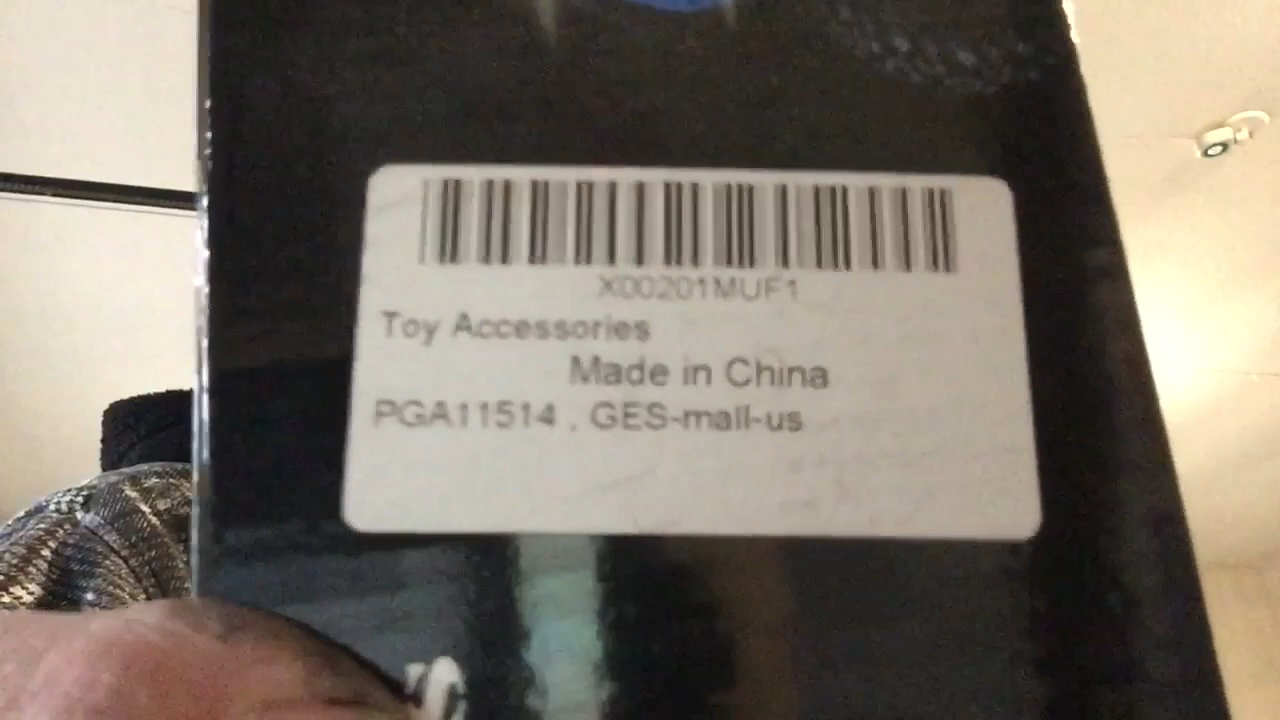 X00201MUF1
Toy Accessories
Made in China
PGA11514 , GES-mall-us